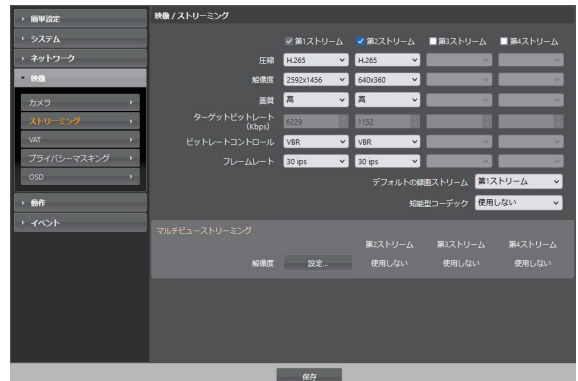 簡単設定
システム
ネットワーク
映像
カメラ
ストリーミング
VAT
プライバシーマスキング
OSD
動作
イベント
映像 / ストリーミング
第1ストリーム 第2ストリーム 第3ストリーム 第4ストリーム
圧縮 H.265 H.265
解像度 2592x1456 640x360
画質 高 高
ターゲットビットレート
(Kbps) 6229 1152
ビットレートコントロール VBR VBR
フレームレート 30 ips 30 ips
デフォルトの録画ストリーム 第1ストリーム
知能型コーデック 使用しない
マルチビューストリーミング
第2ストリーム 第3ストリーム 第4ストリーム
解像度 設定... 使用しない 使用しない 使用しない
保存